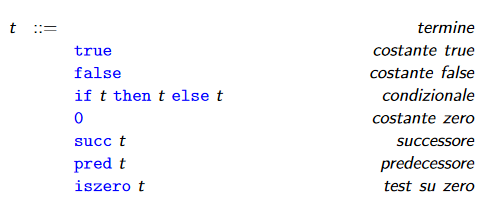 t ::= termine
true costante true
false costante false
if t then t else t condizionale
0 costante zero
succ t successore
pred t predecessore
iszero t test su zero